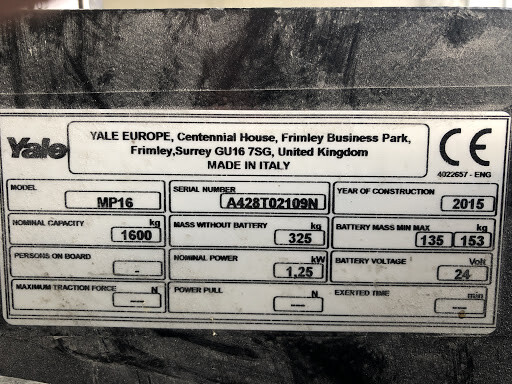 Yale
YALE EUROPE, Centennial House, Frimley Business Park,
Frimley,Surrey GU16 7SG, United Kingdom
MADE IN ITALY
CE
4022657 - ENG
MODEL
MP16
SERIAL NUMBER
A428T02109N
YEAR OF CONSTRUCTION
2015
NOMINAL CAPACITY kg
1600
MASS WITHOUT BATTERY kg
325
BATTERY MASS MIN MAX kg
135 153
PERSONS ON BOARD
-
NOMINAL POWER kW
1,25
BATTERY VOLTAGE Volt
24
MAXIMUM TRACTION FORCE N
---
POWER PULL N
---
EXERTED TIME min
---